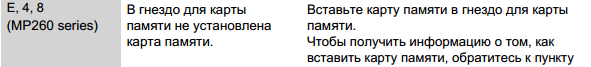 E, 4, 8
(MP260 series)
В гнездо для карты
памяти не установлена
карта памяти.
Вставьте карту памяти в гнездо для карты
памяти.
Чтобы получить информацию о том, как
вставить карту памяти, обратитесь к пункту